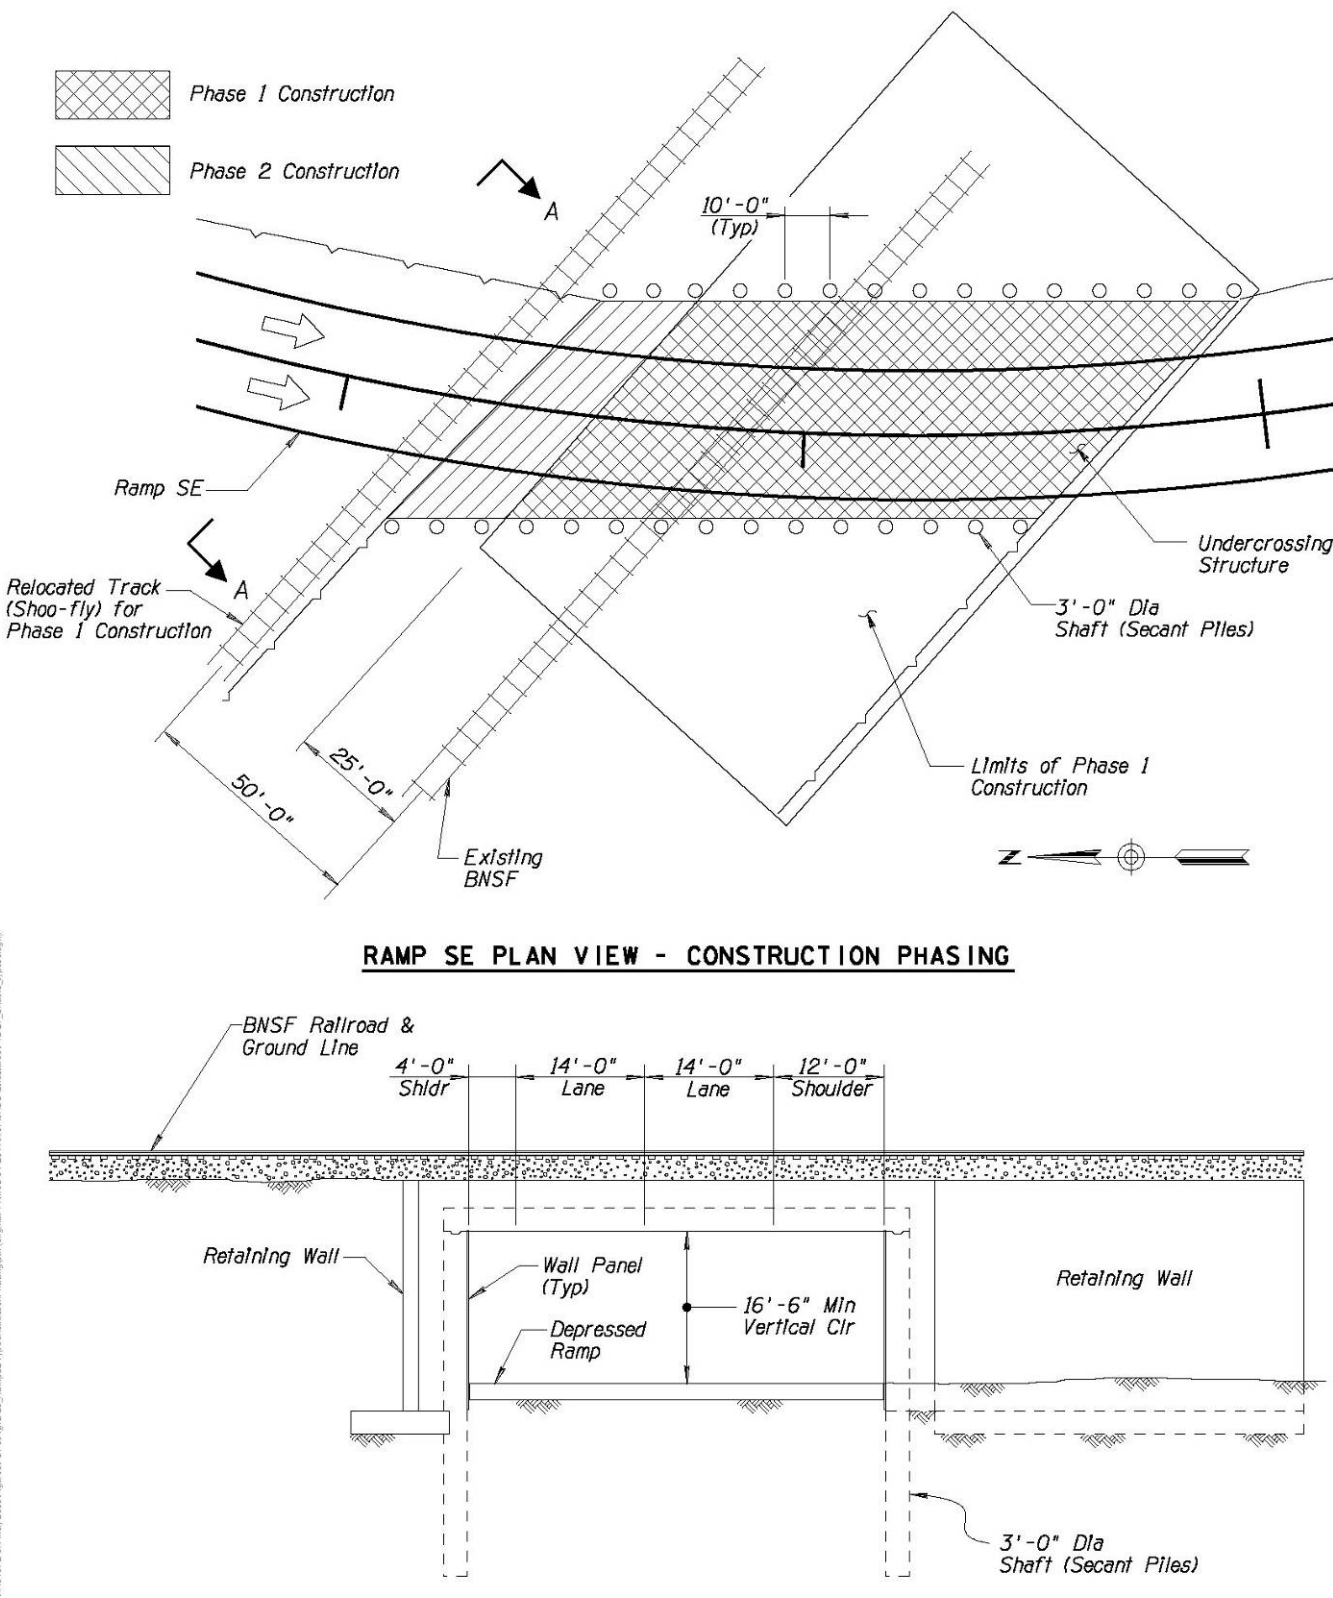 Phase 1 Construction
Phase 2 Construction
A
10'-0"
(Typ)
Ramp SE
A
Relocated Track
(Shoo-fly) for
Phase 1 Construction
Undercrossing
Structure
3'-0" Dia
Shaft (Secant Piles)
25'-0"
50'-0"
Limits of Phase 1
Construction
Existing
BNSF
Z
RAMP SE PLAN VIEW - CONSTRUCTION PHASING
BNSF Railroad &
Ground Line
4'-0"
Shldr
14'-0"
Lane
14'-0"
Lane
12'-0"
Shoulder
Retaining Wall
Wall Panel
(Typ)
16'-6" Min
Vertical Clr
Depressed
Ramp
Retaining Wall
3'-0" Dia
Shaft (Secant Piles)